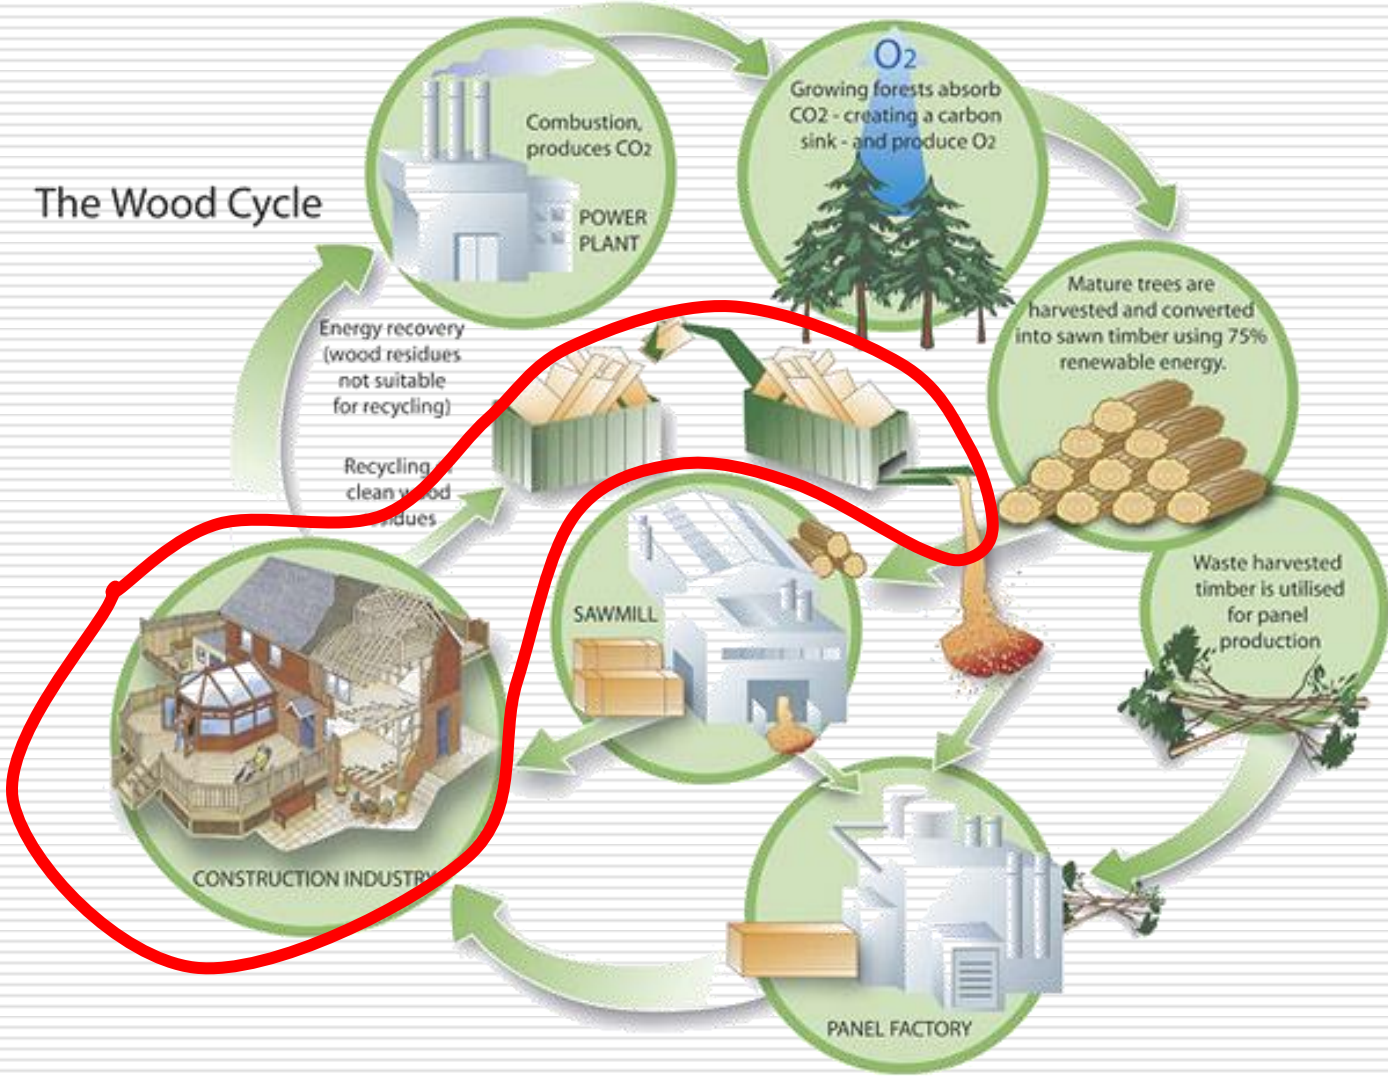 The Wood Cycle
Combustion,
produces CO2
POWER
PLANT
O2
Growing forests absorb
CO2 - creating a carbon
sink - and produce O2
Mature trees are
harvested and converted
into sawn timber using 75%
renewable energy.
Energy recovery
(wood residues
not suitable
for recycling)
Recycling
clean wood
Waste harvested
timber is utilised
for panel
production
SAWMILL
CONSTRUCTION INDUSTRY
PANEL FACTORY